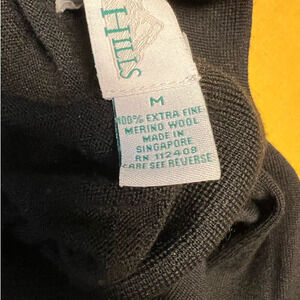 HILLS
M
100% EXTRA FINE
MERINO WOOL
MADE IN
SINGAPORE
RN 112408
CARE SEE REVERSE